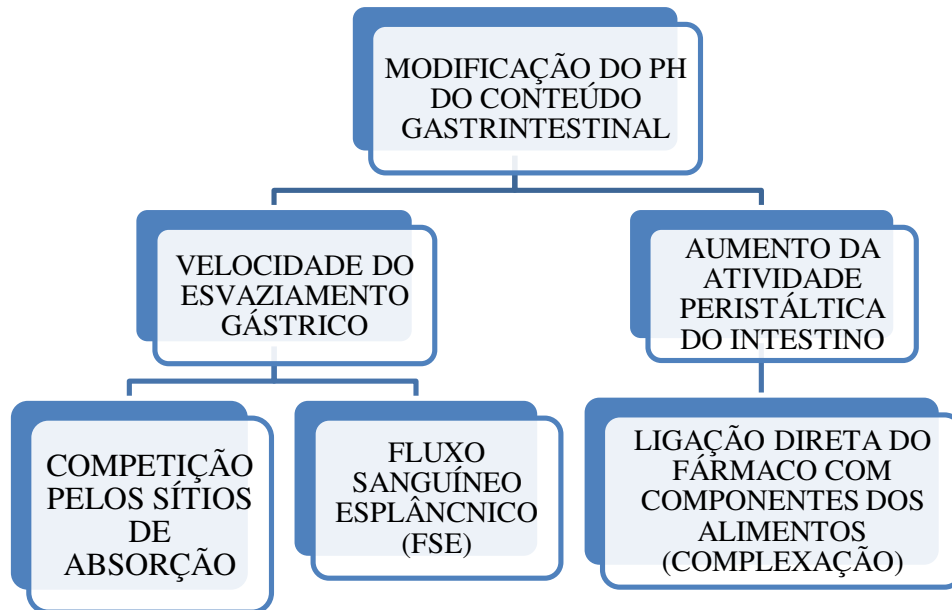 MODIFICAÇÃO DO PH
DO CONTEÚDO
GASTRINTESTINAL
VELOCIDADE DO
ESVAZIAMENTO
GÁSTRICO
AUMENTO DA
ATIVIDADE
PERISTÁLTICA
DO INTESTINO
COMPETIÇÃO
PELOS SÍTIOS
DE
ABSORÇÃO
FLUXO
SANGUÍNEO
ESPLÂNCNICO
(FSE)
LIGAÇÃO DIRETA DO
FÁRMACO COM
COMPONENTES DOS
ALIMENTOS
(COMPLEXAÇÃO)